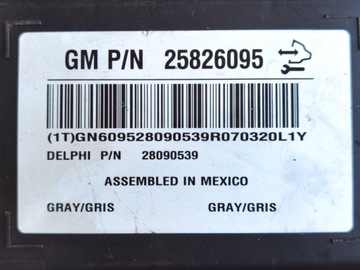 GM P/N 25826095
(1T)GN609528090539R070320L1Y
DELPHI P/N 28090539
ASSEMBLED IN MEXICO
GRAY/GRIS GRAY/GRIS